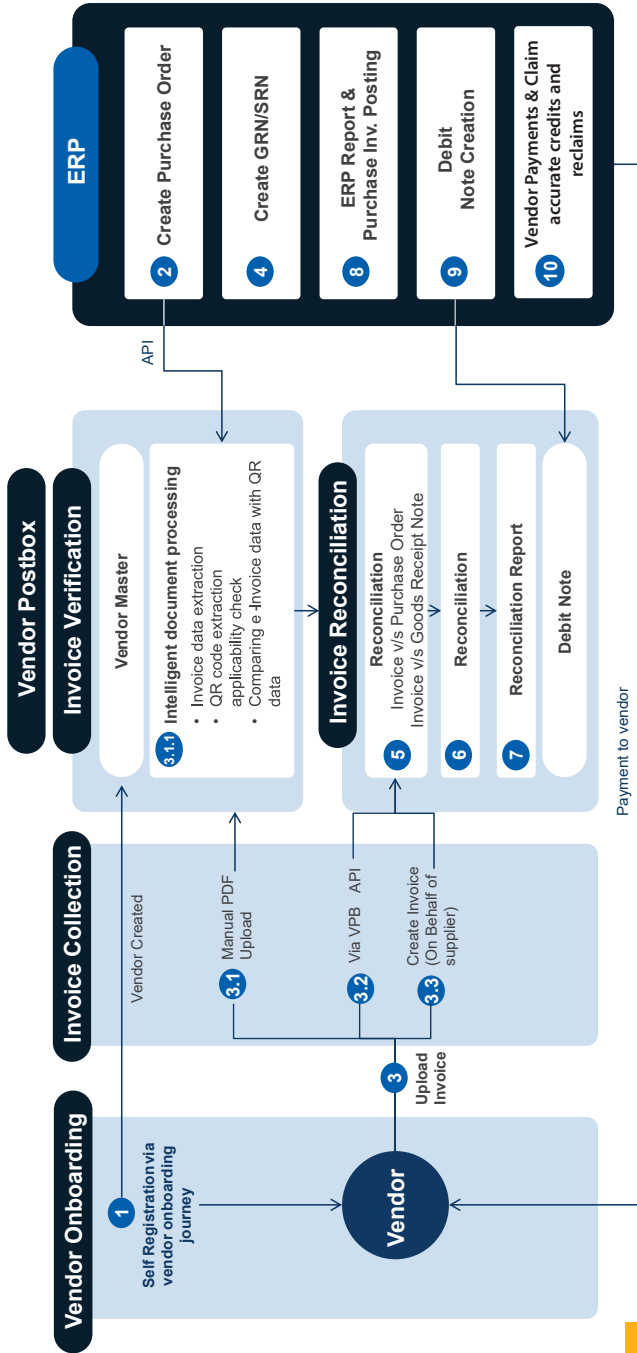 Vendor Onboarding
1
Self Registration via
vendor onboarding
journey
Vendor
Invoice Collection
Vendor Created
3
Upload
Invoice
3.1
Manual PDF
Upload
3.2
Via VPB API
3.3
Create Invoice
(On Behalf of
supplier)
Vendor Postbox
Invoice Verification
Vendor Master
3.1.1
Intelligent document processing
• Invoice data extraction
• QR code extraction
applicability check
• Comparing e-Invoice data with QR
data
Invoice Reconciliation
5
Reconciliation
Invoice v/s Purchase Order
Invoice v/s Goods Receipt Note
6
Reconciliation
7
Reconciliation Report
Debit Note
API
ERP
2
Create Purchase Order
4
Create GRN/SRN
8
ERP Report &
Purchase Inv. Posting
9
Debit
Note Creation
10
Vendor Payments & Claim
accurate credits and
reclaims
Payment to vendor